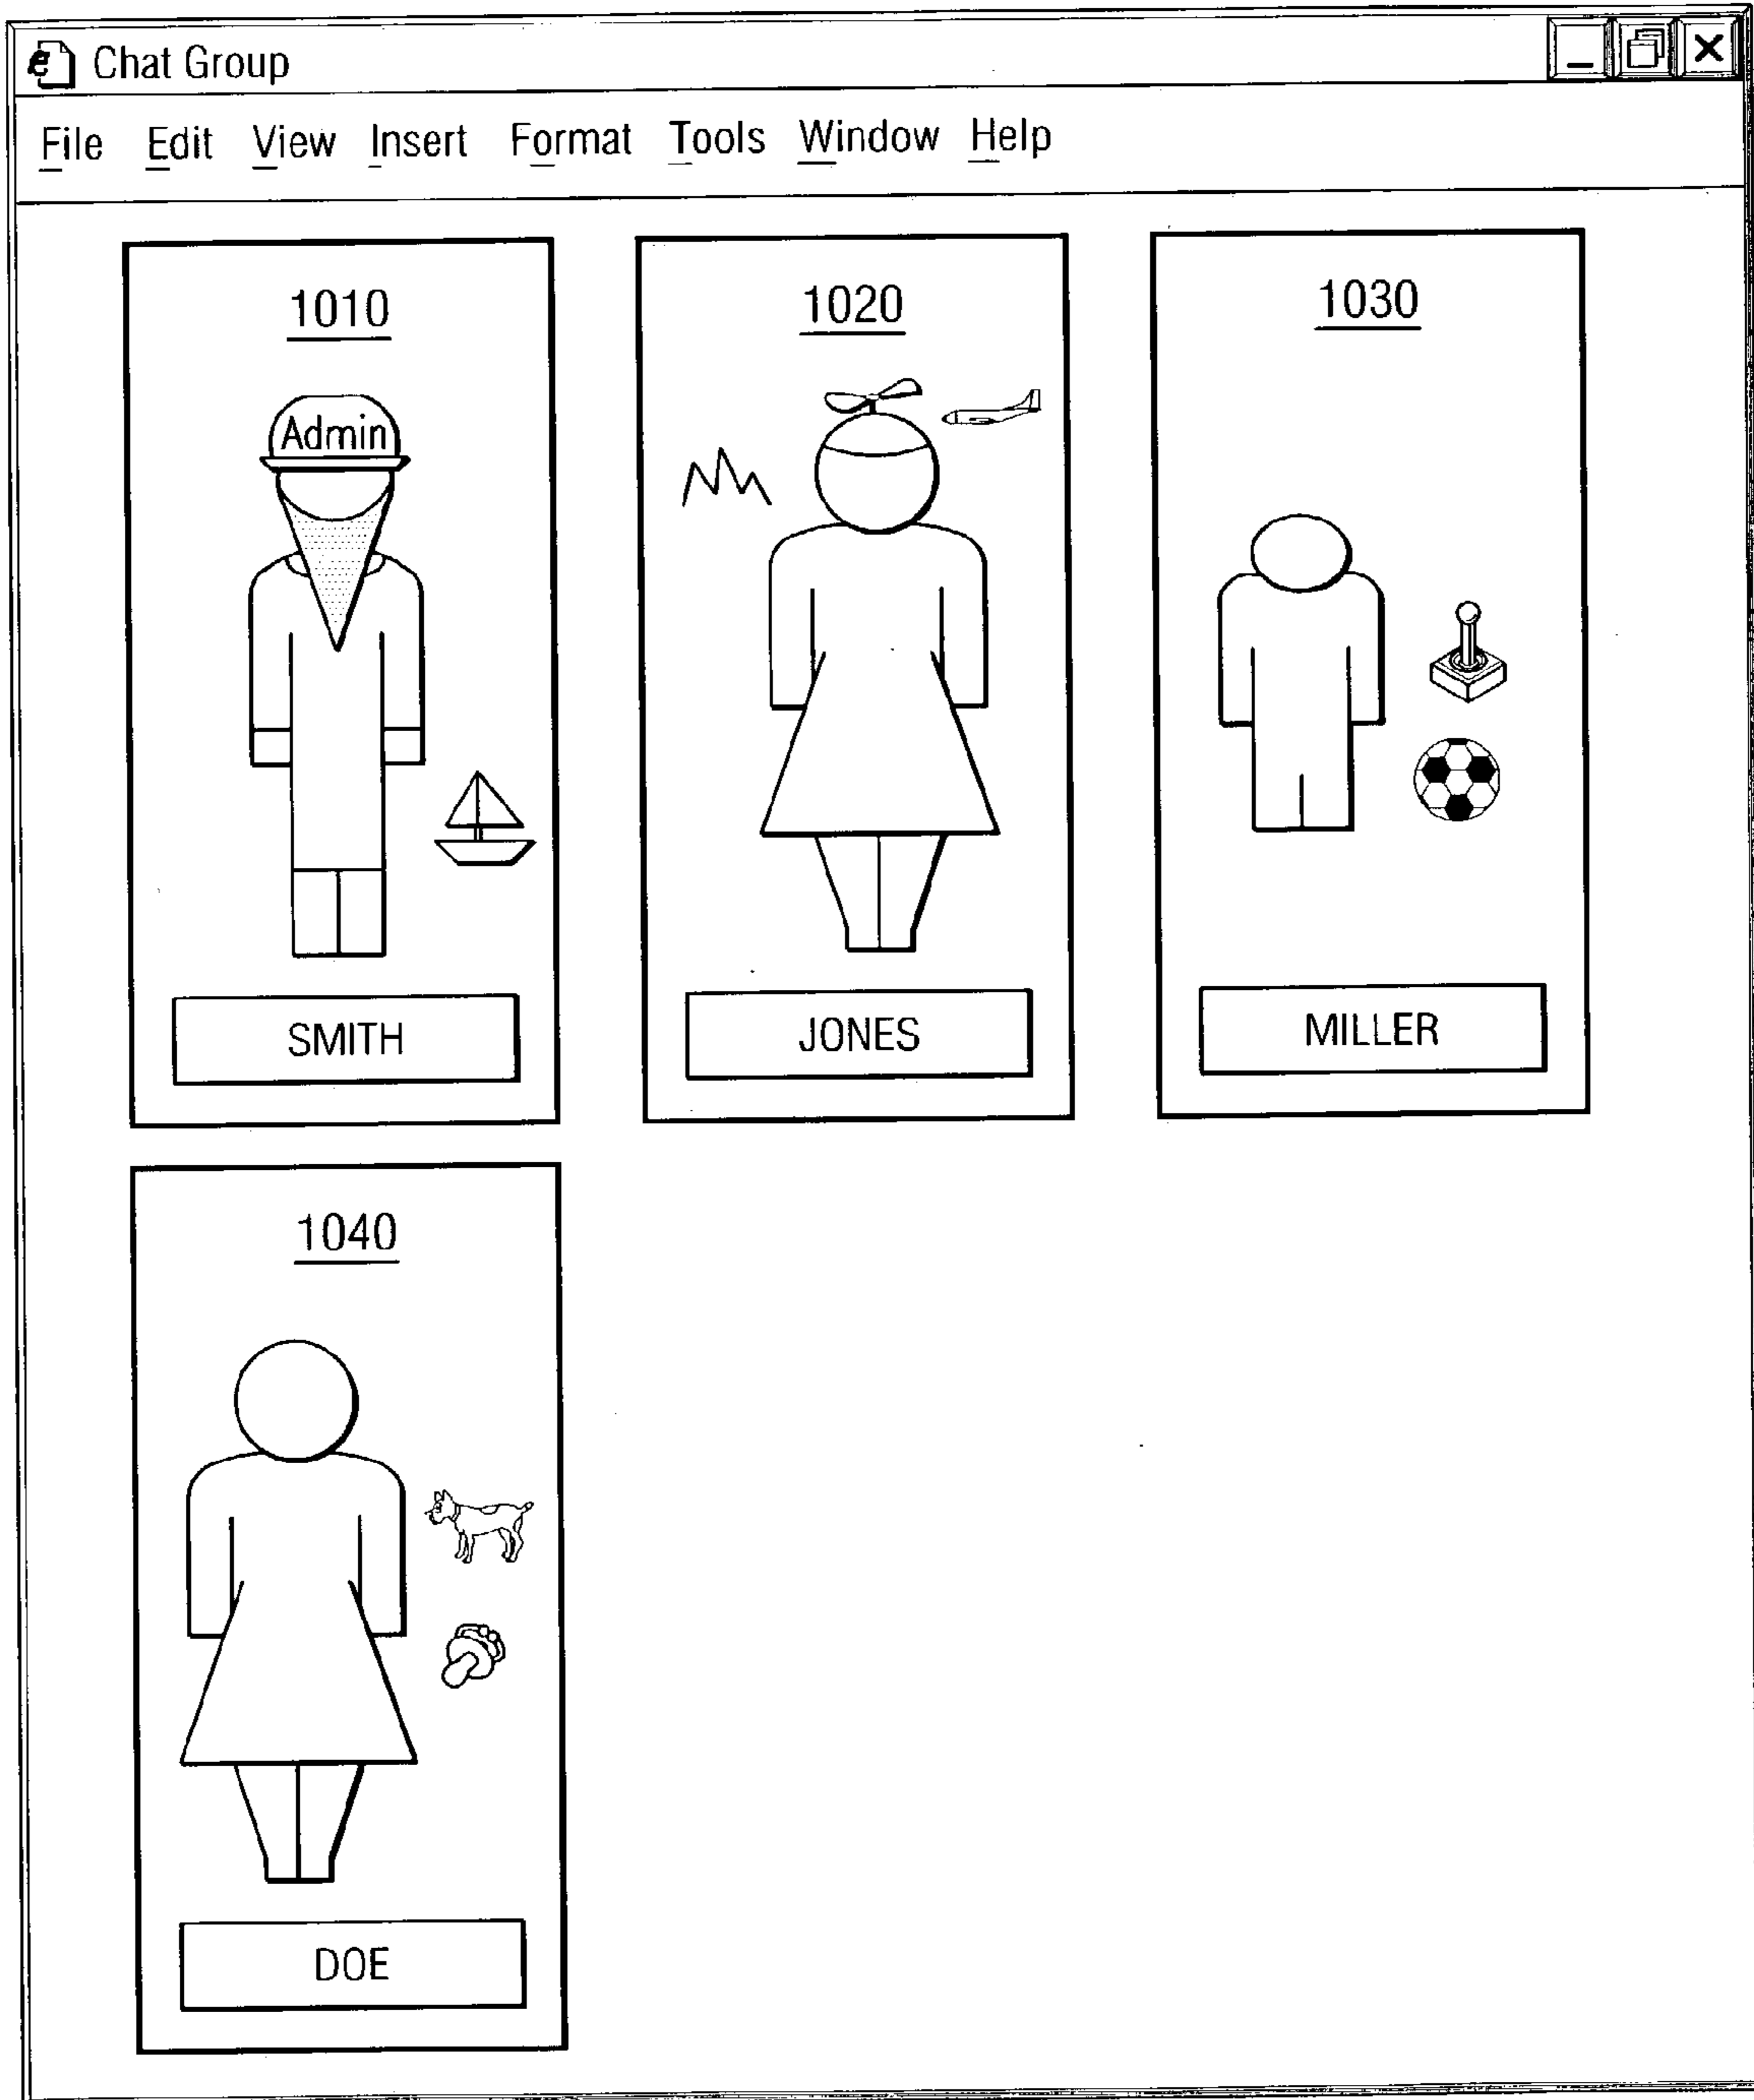 Chat Group
File Edit View Insert Format Tools Window Help
1010 1020 1030
Admin
SMITH JONES MILLER
1040
DOE